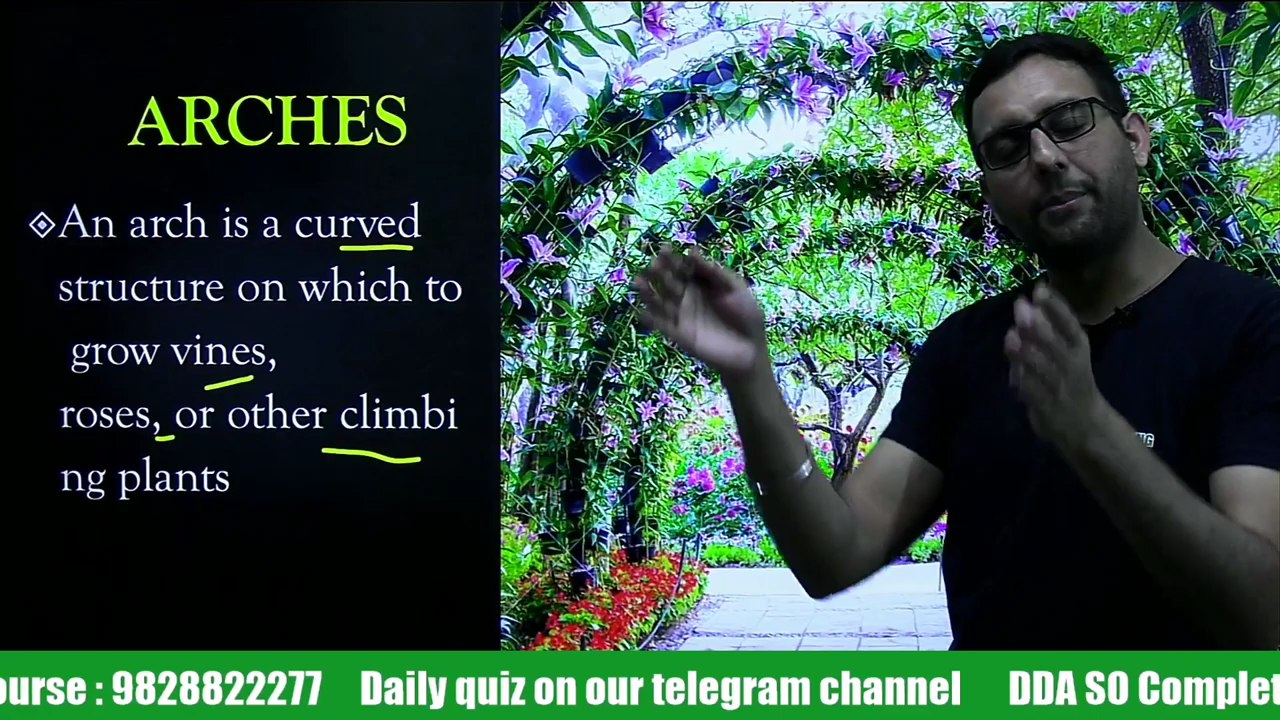 ARCHES
An arch is a curved
structure on which to
grow vines,
roses, or other climbi
ng plants
ourse : 9828822277 Daily quiz on our telegram channel DDA SO Complet